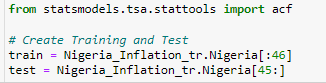 from statsmodels.tsa.stattools import acf
# Create Training and Test
train = Nigeria_Inflation_tr.Nigeria[:46]
test = Nigeria_Inflation_tr.Nigeria[45:]